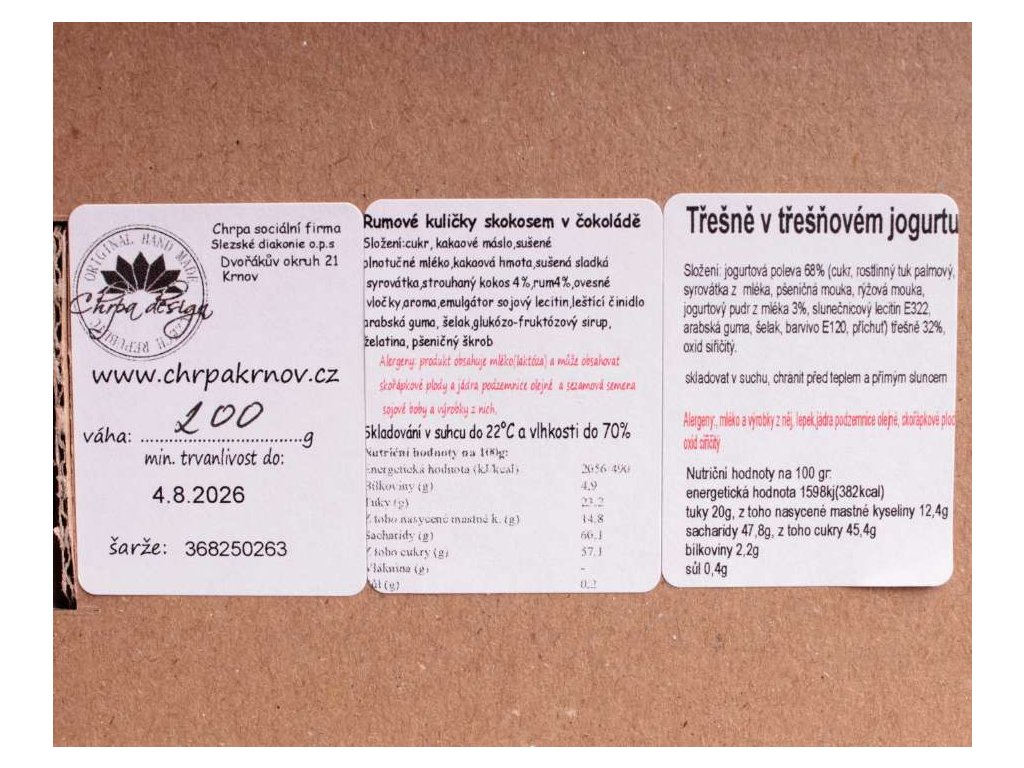 ORIGINAL HAND MADE
Chrpa design
CZECH REPUBLIC
Chrpa sociální firma
Slezské diakonie o.p.s
Dvořákův okruh 21
Krnov
www.chrpakrnov.cz
váha: 200 g
min. trvanlivost do:
4.8.2026
šarže: 368250263
Rumové kuličky skokosem v čokoládě
Složení:cukr, kakaové máslo,sušené
plnotučné mléko,kakaová hmota,sušená sladká
syrovátka,strouhaný kokos 4%,rum4%,ovesné
vločky,aroma,emulgátor sojový lecitin,leštící činidlo
arabská guma, šelak,glukózo-fruktózový sirup,
želatina, pšeničný škrob
Alergeny: produkt obsahuje mléko(laktóza) a může obsahovat
skořápkové plody a jádra podzemnice olejné a sezamová semena
sojové boby a výrobky z nich.
Skladování v suhcu do 22°C a vlhkosti do 70%
Nutriční hodnoty na 100g:
Energetická hodnota (kJ/kcal) 2056/490
Bílkoviny (g) 4,9
Tuky (g) 23,2
Z toho nasycené mastné k. (g) 14,8
Sacharidy (g) 66,1
Z toho cukry (g) 57,1
Vláknina (g) -
Sůl (g) 0,2
Třešně v třešňovém jogurtu
Složení: jogurtová poleva 68% (cukr, rostlinný tuk palmový,
syrovátka z mléka, pšeničná mouka, rýžová mouka,
jogurtový pudr z mléka 3%, slunečnicový lecitin E322,
arabská guma, šelak, barvivo E120, příchuť) třešně 32%,
oxid siřičitý.
skladovat v suchu, chránit před teplem a přímým sluncem
Alergeny:, mléko a výrobky z něj, lepek,jádra podzemnice olejné, skořápkové ploc
oxid siřičitý
Nutriční hodnoty na 100 gr:
energetická hodnota 1598kj(382kcal)
tuky 20g, z toho nasycené mastné kyseliny 12,4g
sacharidy 47,8g, z toho cukry 45,4g
bílkoviny 2,2g
sůl 0,4g